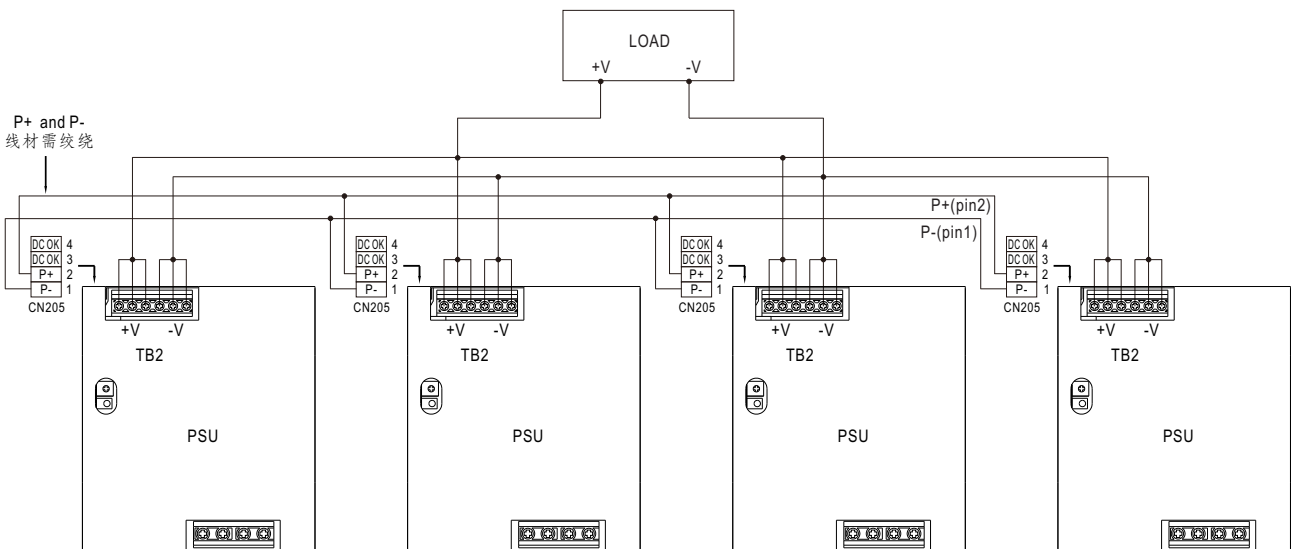 LOAD
+V -V
P+ and P-
线材需绞绕
P+(pin2)
P-(pin1)
DC OK 4
DC OK 3
P+ 2
P- 1
CN205
DC OK 4
DC OK 3
P+ 2
P- 1
CN205
DC OK 4
DC OK 3
P+ 2
P- 1
CN205
DC OK 4
DC OK 3
P+ 2
P- 1
CN205
+V -V
TB2
PSU
+V -V
TB2
PSU
+V -V
TB2
PSU
+V -V
TB2
PSU